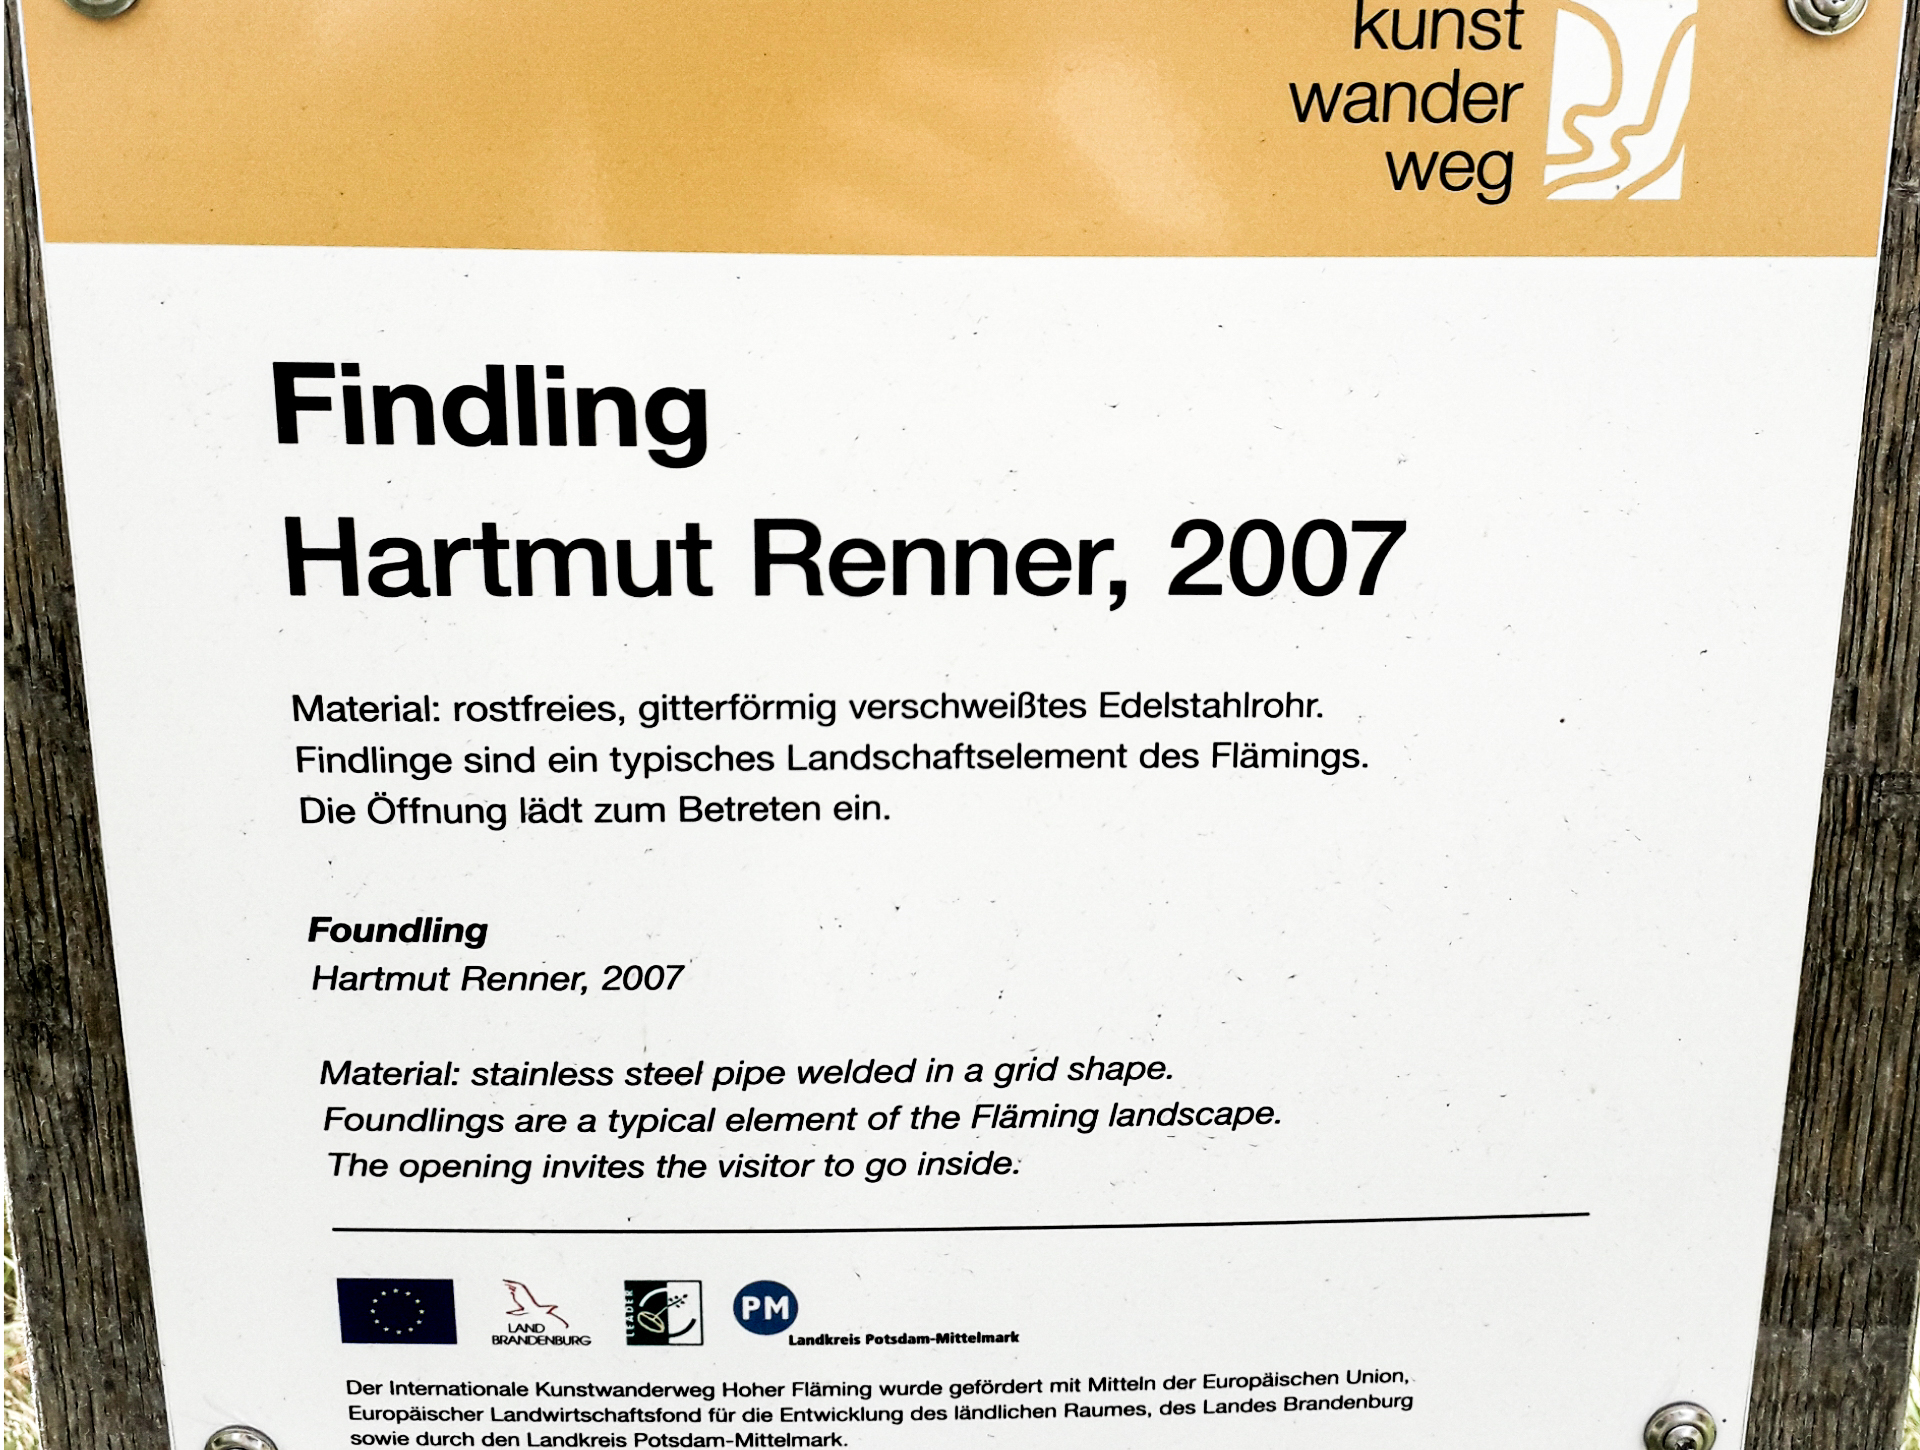 kunst
wander
weg
Findling
Hartmut Renner, 2007
Material: rostfreies, gitterförmig verschweißtes Edelstahlrohr.
Findlinge sind ein typisches Landschaftselement des Flämings.
Die Öffnung lädt zum Betreten ein.
Foundling
Hartmut Renner, 2007
Material: stainless steel pipe welded in a grid shape.
Foundlings are a typical element of the Fläming landscape.
The opening invites the visitor to go inside.
LAND
BRANDENBURG
LEADER
PM
Landkreis Potsdam-Mittelmark
Der Internationale Kunstwanderweg Hoher Fläming wurde gefördert mit Mitteln der Europäischen Union,
Europäischer Landwirtschaftsfond für die Entwicklung des ländlichen Raumes, des Landes Brandenburg
sowie durch den Landkreis Potsdam-Mittelmark.